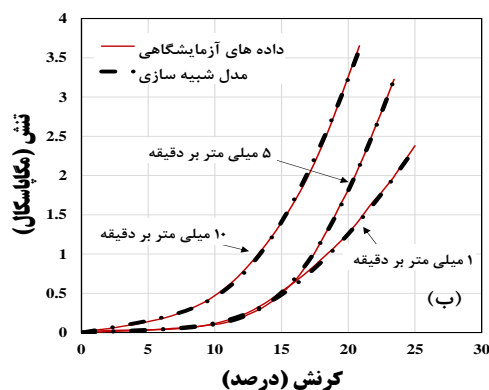 داده های آزمایشگاهی
مدل شبیه سازی
4
3.5
3
2.5
2
1.5
1
0.5
0
تنش (مگاپاسکال)
۵ میلی متر بر دقیقه
۱۰ میلی متر بر دقیقه
۱ میلی متر بر دقیقه
(ب)
0 5 10 15 20 25 30
کرنش (درصد)